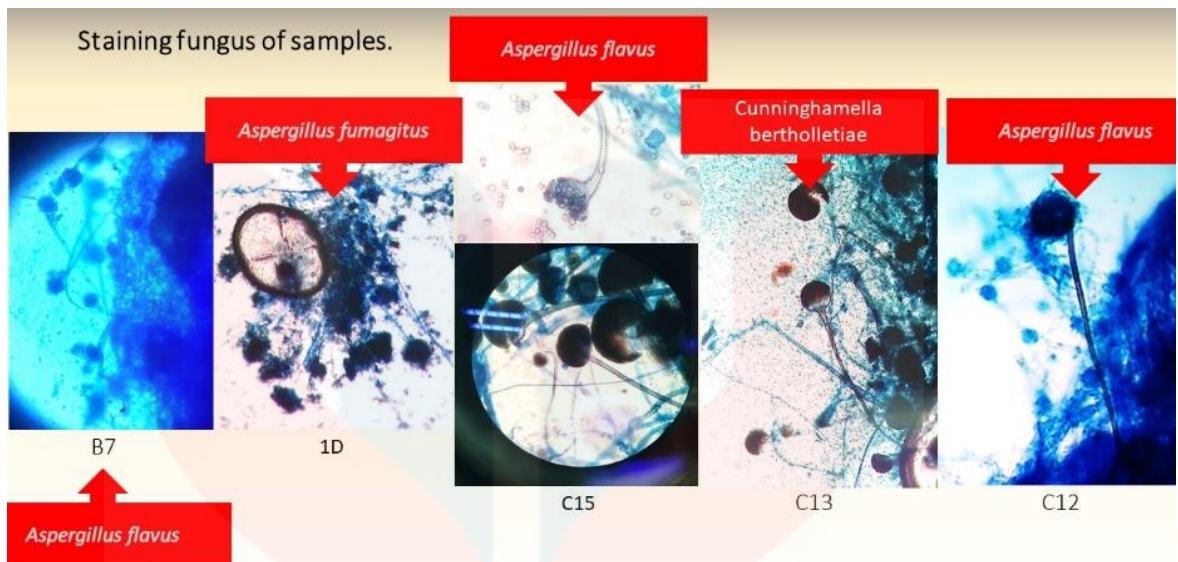 Staining fungus of samples.
Aspergillus flavus
Aspergillus fumagitus
Cunninghamella
bertholletiae
Aspergillus flavus
B7
1D
C15
C13
C12
Aspergillus flavus